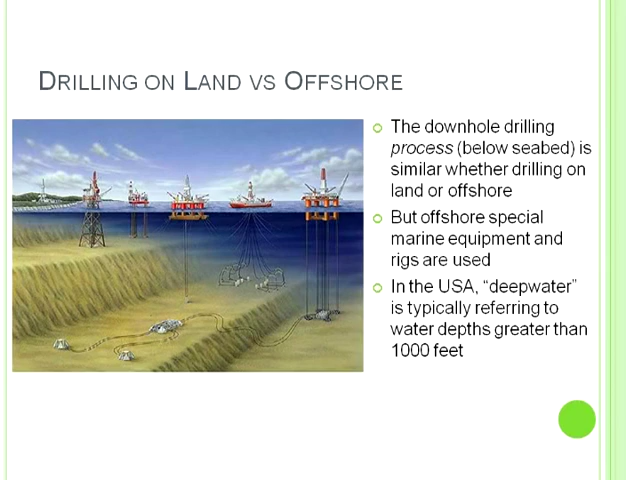 DRILLING ON LAND VS OFFSHORE
The downhole drilling
process (below seabed) is
similar whether drilling on
land or offshore
But offshore special
marine equipment and
rigs are used
In the USA, “deepwater”
is typically referring to
water depths greater than
1000 feet